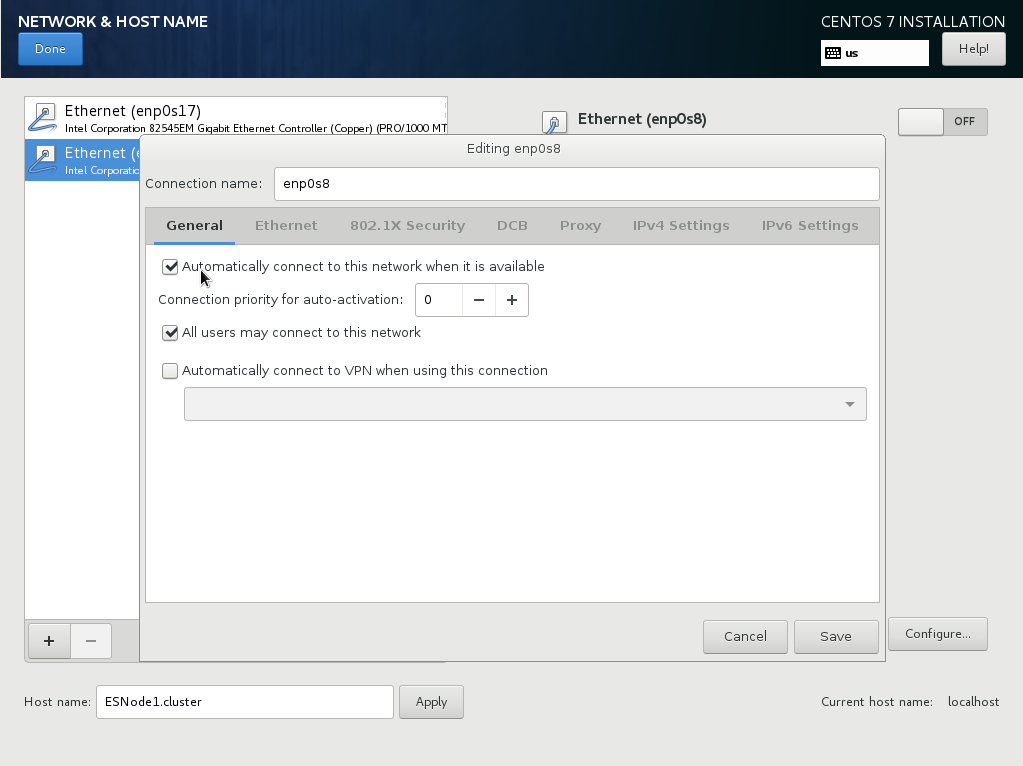 NETWORK & HOST NAME
CENTOS 7 INSTALLATION
Done
us
Help!
Ethernet (enp0s17)
Intel Corporation 82545EM Gigabit Ethernet Controller (Copper) (PRO/1000 MT
Ethernet (enp0s8)
OFF
Ethernet (e
Intel Corporatic
Editing enp0s8
Connection name: enp0s8
General Ethernet 802.1X Security DCB Proxy IPv4 Settings IPv6 Settings
Automatically connect to this network when it is available
Connection priority for auto-activation: 0 − +
All users may connect to this network
Automatically connect to VPN when using this connection
Cancel Save
+ −
Configure...
Host name: ESNode1.cluster Apply
Current host name: localhost